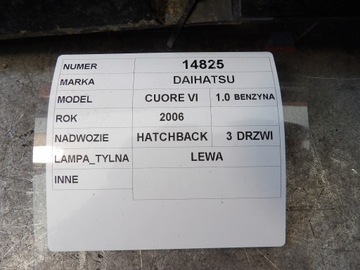 NUMER 14825
MARKA DAIHATSU
MODEL CUORE VI 1.0 BENZYNA
ROK 2006
NADWOZIE HATCHBACK 3 DRZWI
LAMPA_TYLNA LEWA
INNE